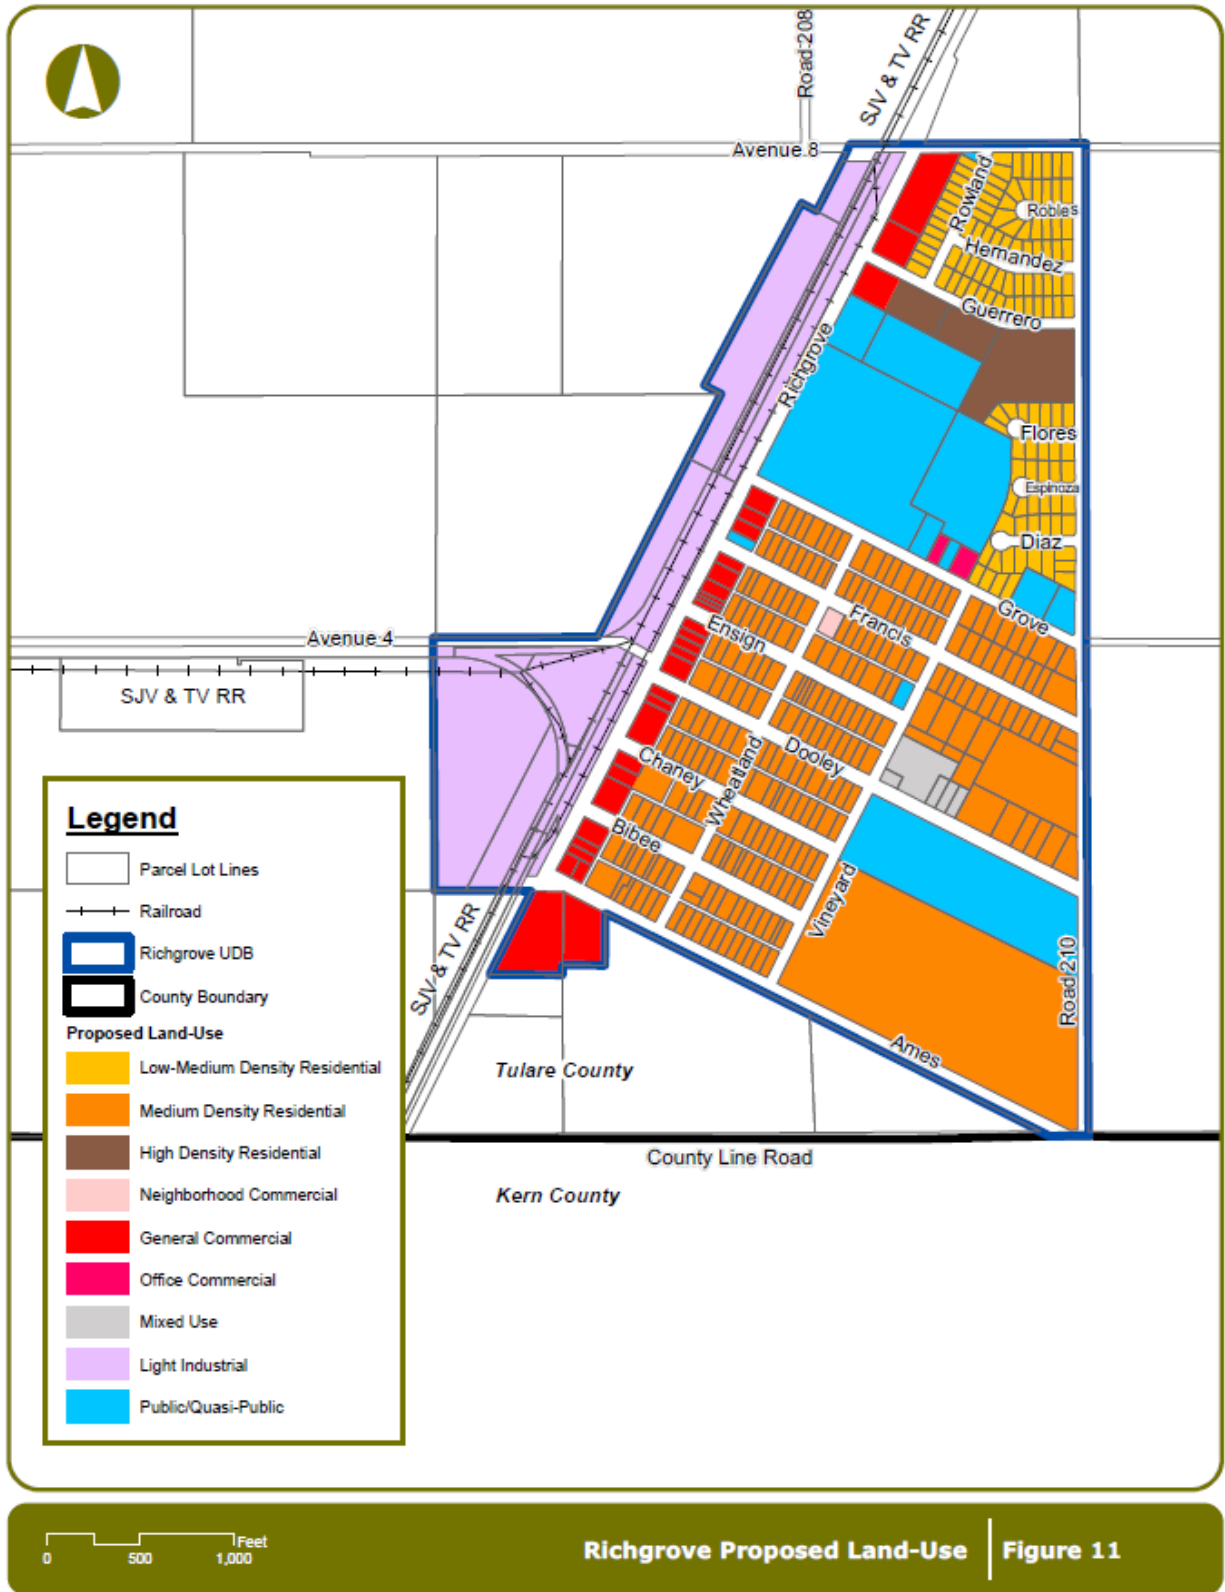 Road 208
SJV & TV RR
Avenue 8
Rowland
Robles
Hernandez
Guerrero
Richgrove
Flores
Espinoza
Diaz
Grove
Francis
Ensign
Avenue 4
SJV & TV RR
Dooley
Wheatland
Chaney
Bibee
Vineyard
Road 210
SJV & TV RR
Ames
Tulare County
County Line Road
Kern County
Legend
Parcel Lot Lines
Railroad
Richgrove UDB
County Boundary
Proposed Land-Use
Low-Medium Density Residential
Medium Density Residential
High Density Residential
Neighborhood Commercial
General Commercial
Office Commercial
Mixed Use
Light Industrial
Public/Quasi-Public
Feet
0 500 1,000
Richgrove Proposed Land-Use Figure 11